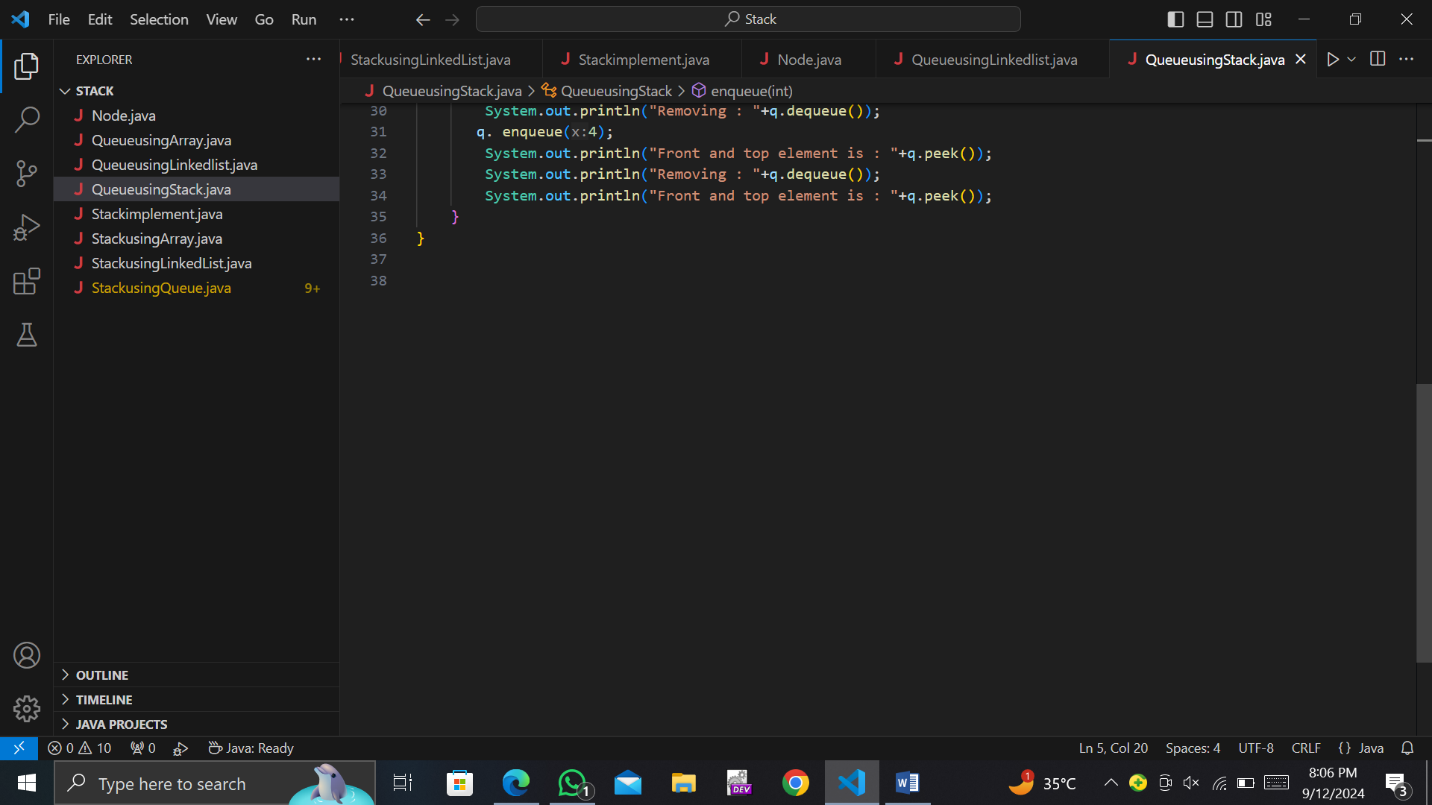 File Edit Selection View Go Run ··· Stack
EXPLORER ···
STACK
Node.java
QueueusingArray.java
QueueusingLinkedlist.java
QueueusingStack.java
Stackimplement.java
StackusingArray.java
StackusingLinkedList.java
StackusingQueue.java 9+
OUTLINE
TIMELINE
JAVA PROJECTS
StackusingLinkedList.java Stackimplement.java Node.java QueueusingLinkedlist.java QueueusingStack.java
QueueusingStack.java > QueueusingStack > enqueue(int)
30 System.out.println("Removing : "+q.dequeue());
31 q. enqueue(x:4);
32 System.out.println("Front and top element is : "+q.peek());
33 System.out.println("Removing : "+q.dequeue());
34 System.out.println("Front and top element is : "+q.peek());
35 }
36 }
37
38
0 10 0 Java: Ready Ln 5, Col 20 Spaces: 4 UTF-8 CRLF {} Java
Type here to search DEV 1 1 35°C 8:06 PM
9/12/2024 3